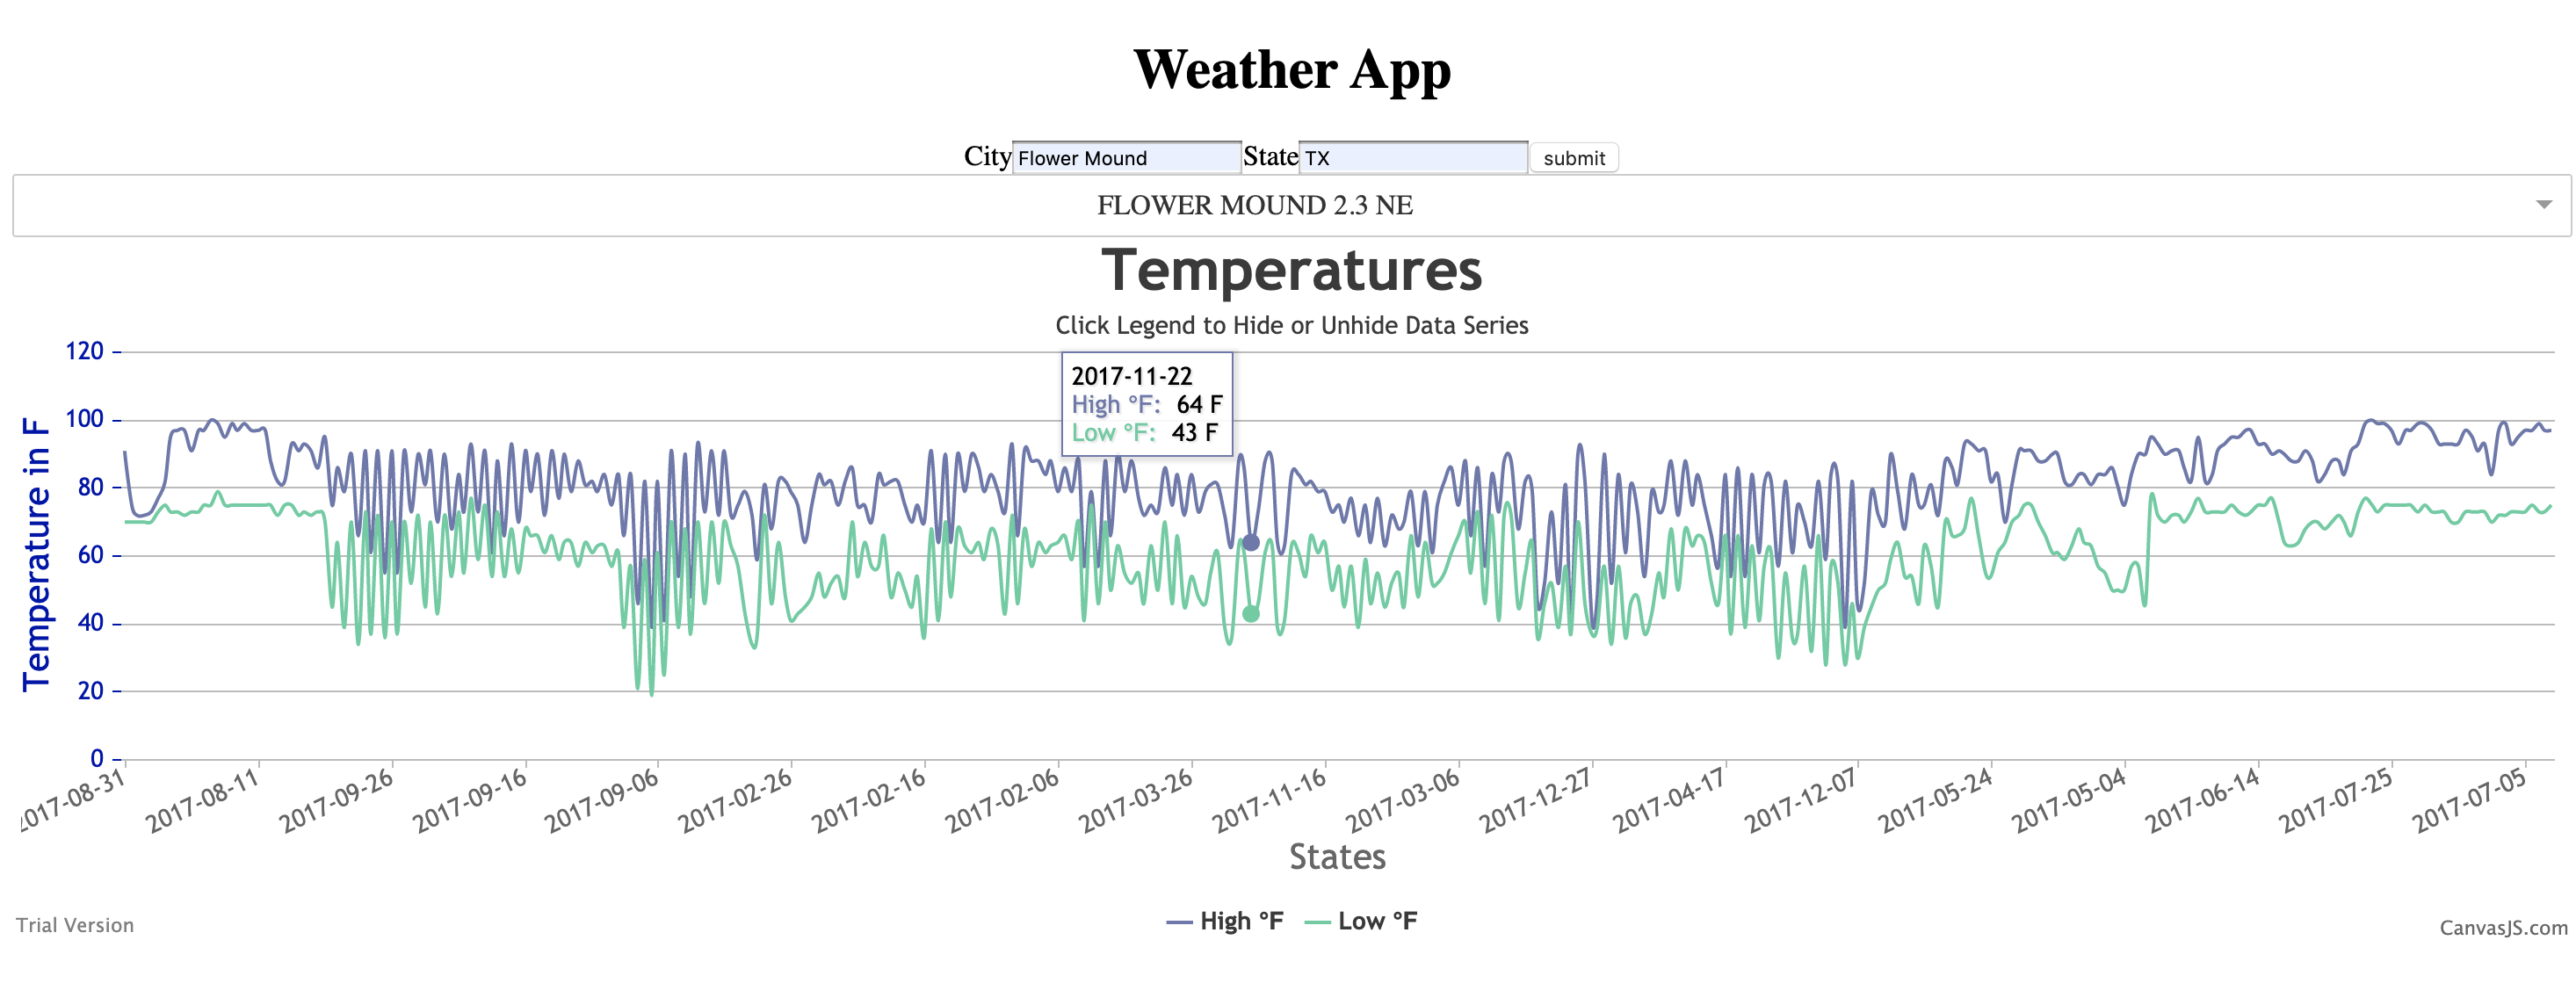 Weather App
City Flower Mound State TX submit
FLOWER MOUND 2.3 NE
Temperatures
Click Legend to Hide or Unhide Data Series
2017-11-22
High °F: 64 F
Low °F: 43 F
Temperature in F
120
100
80
60
40
20
0
2017-08-31 2017-08-11 2017-09-26 2017-09-16 2017-09-06 2017-02-26 2017-02-16 2017-02-06 2017-03-26 2017-11-16 2017-03-06 2017-12-27 2017-04-17 2017-12-07 2017-05-24 2017-05-04 2017-06-14 2017-07-25 2017-07-05
States
High °F Low °F
Trial Version
CanvasJS.com